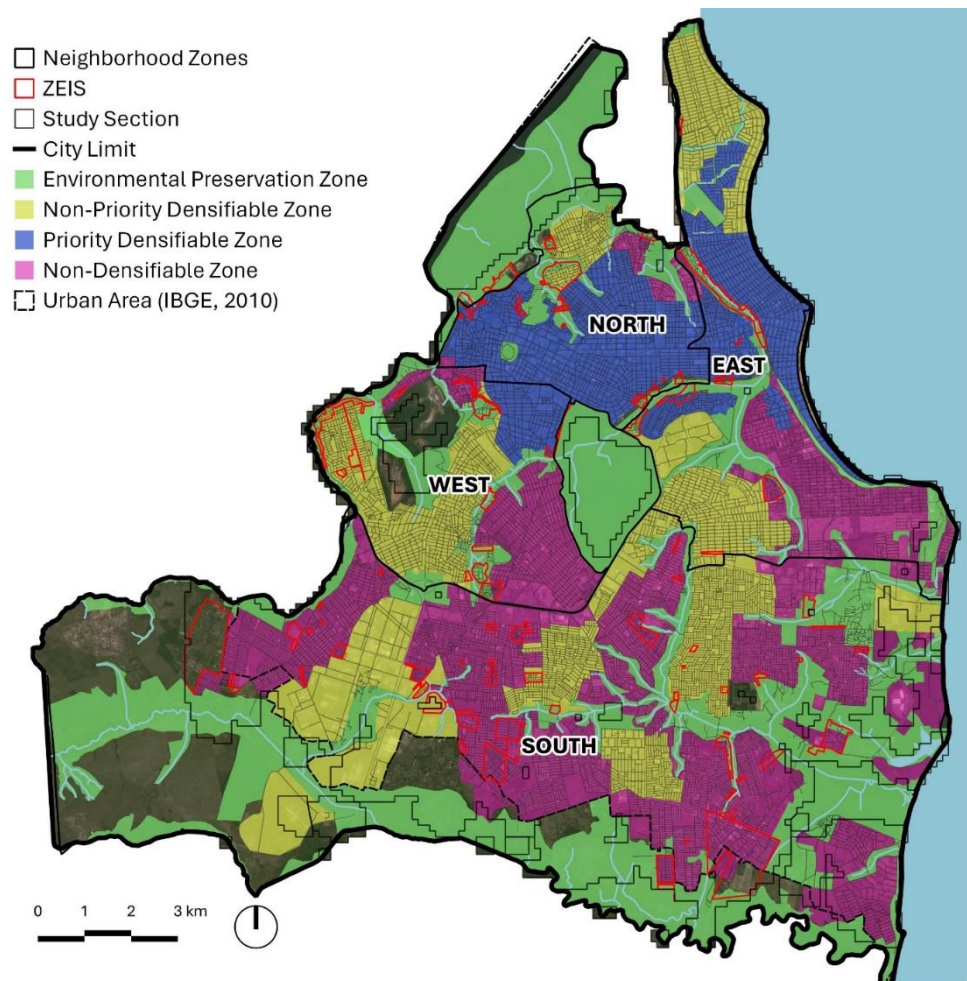 Neighborhood Zones
ZEIS
Study Section
City Limit
Environmental Preservation Zone
Non-Priority Densifiable Zone
Priority Densifiable Zone
Non-Densifiable Zone
Urban Area (IBGE, 2010)
NORTH
EAST
WEST
SOUTH
0 1 2 3 km